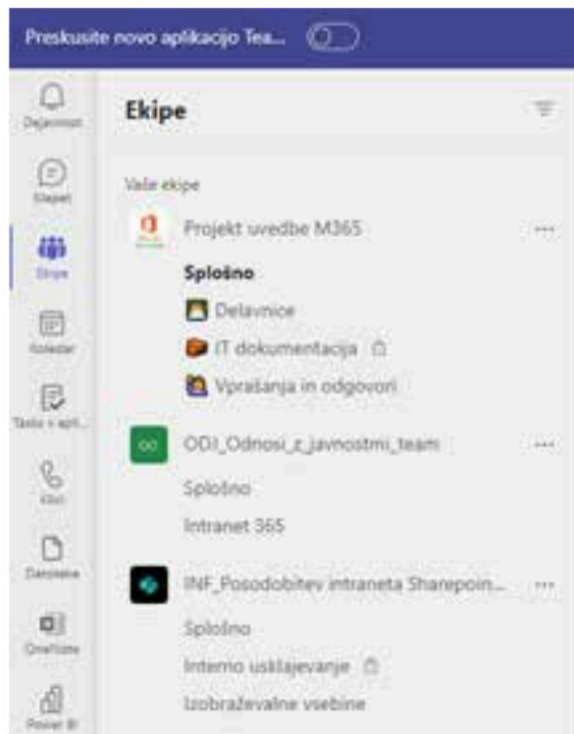 Preskusite novo aplikacijo Tea...
Dejavnost
Klepet
Ekipe
Koledar
Klici
Datoteke
OneNote
Power BI
Ekipe
Vaše ekipe
Projekt uvedbe M365
Splošno
Delavnice
IT dokumentacija
Vprašanja in odgovori
ODJ_Odnosi_z_javnostmi_team
Splošno
Intranet 365
INF_Posodobitev intraneta Sharepoin...
Splošno
Interno usklajevanje
Izobraževalne vsebine